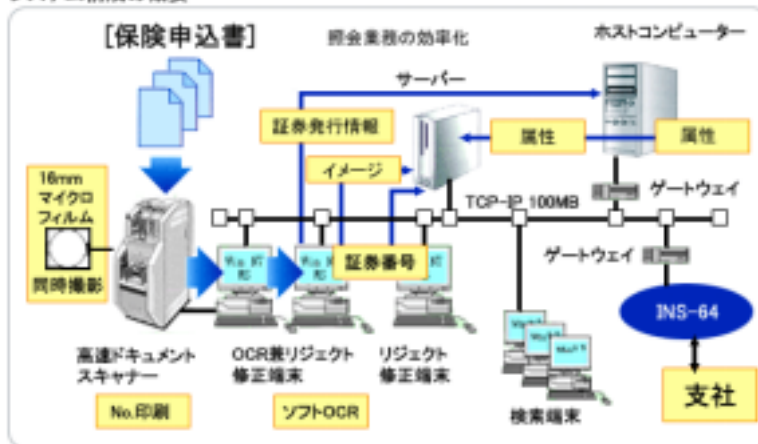 [保険申込書]
照会業務の効率化
ホストコンピューター
サーバー
証券発行情報
属性
属性
イメージ
16mm
マイクロ
フィルム
同時撮影
TCP-IP 100MB
ゲートウェイ
ゲートウェイ
証券番号
INS-64
高速ドキュメント
スキャナー
OCR兼リジェクト
修正端末
リジェクト
修正端末
検索端末
支社
No.印刷
ソフトOCR